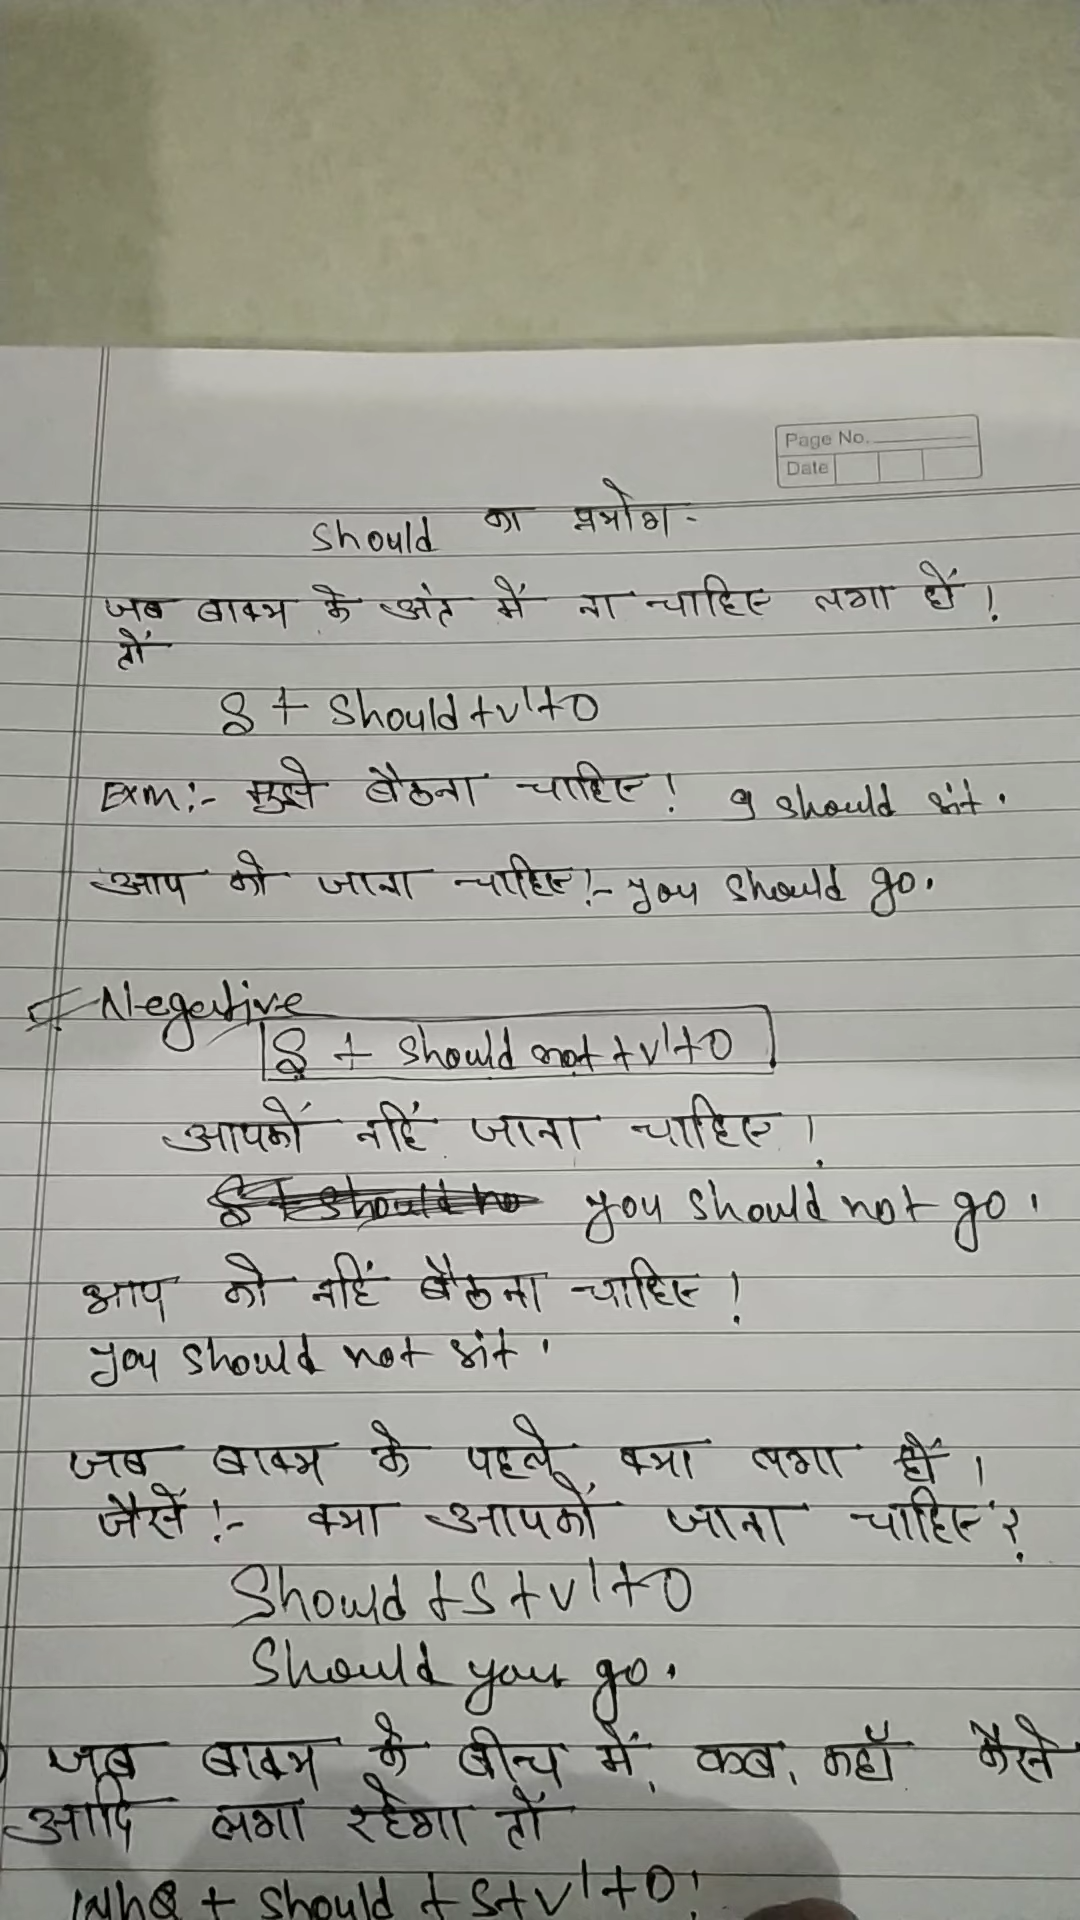 Page No.
Date
should का प्रयोग -
जब वाक्य के अंत में ना चाहिए लगा हों !
तों
S + should + v1 + O
Exm :- मुझे बैठना चाहिए ! I should sit .
आप को जाना चाहिए !- you should go .
Negative
S + should not + v1 + O
आपकों नहिं जाना चाहिए !
you should not go .
आप को नहिं बैठना चाहिए !
you should not sit .
जब वाक्य के पहले क्या लगा हों ।
जैसें !- क्या आपकों जाना चाहिए ?
Should + S + v1 + O
Should you go .
जब वाक्य के बीच में, कब, कहाँ कैसे
आदि लगा रहेगा तों
WhQ + should + S + v1 + O !